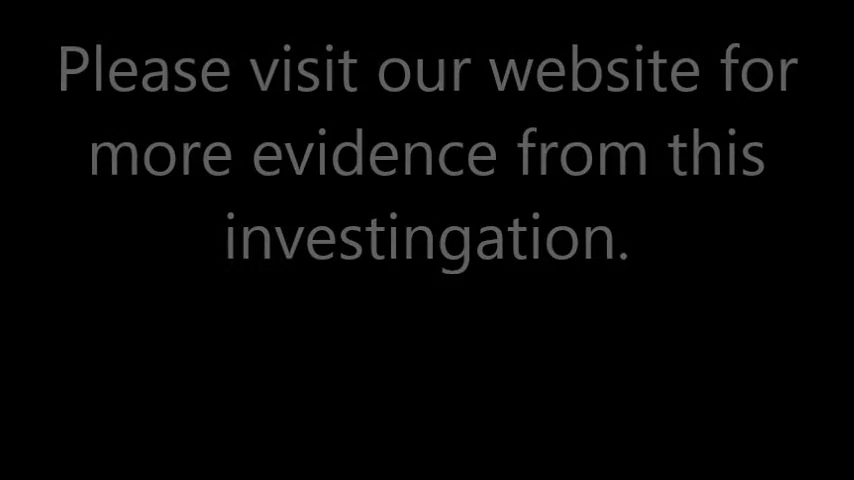 Please visit our website for
more evidence from this
investingation.